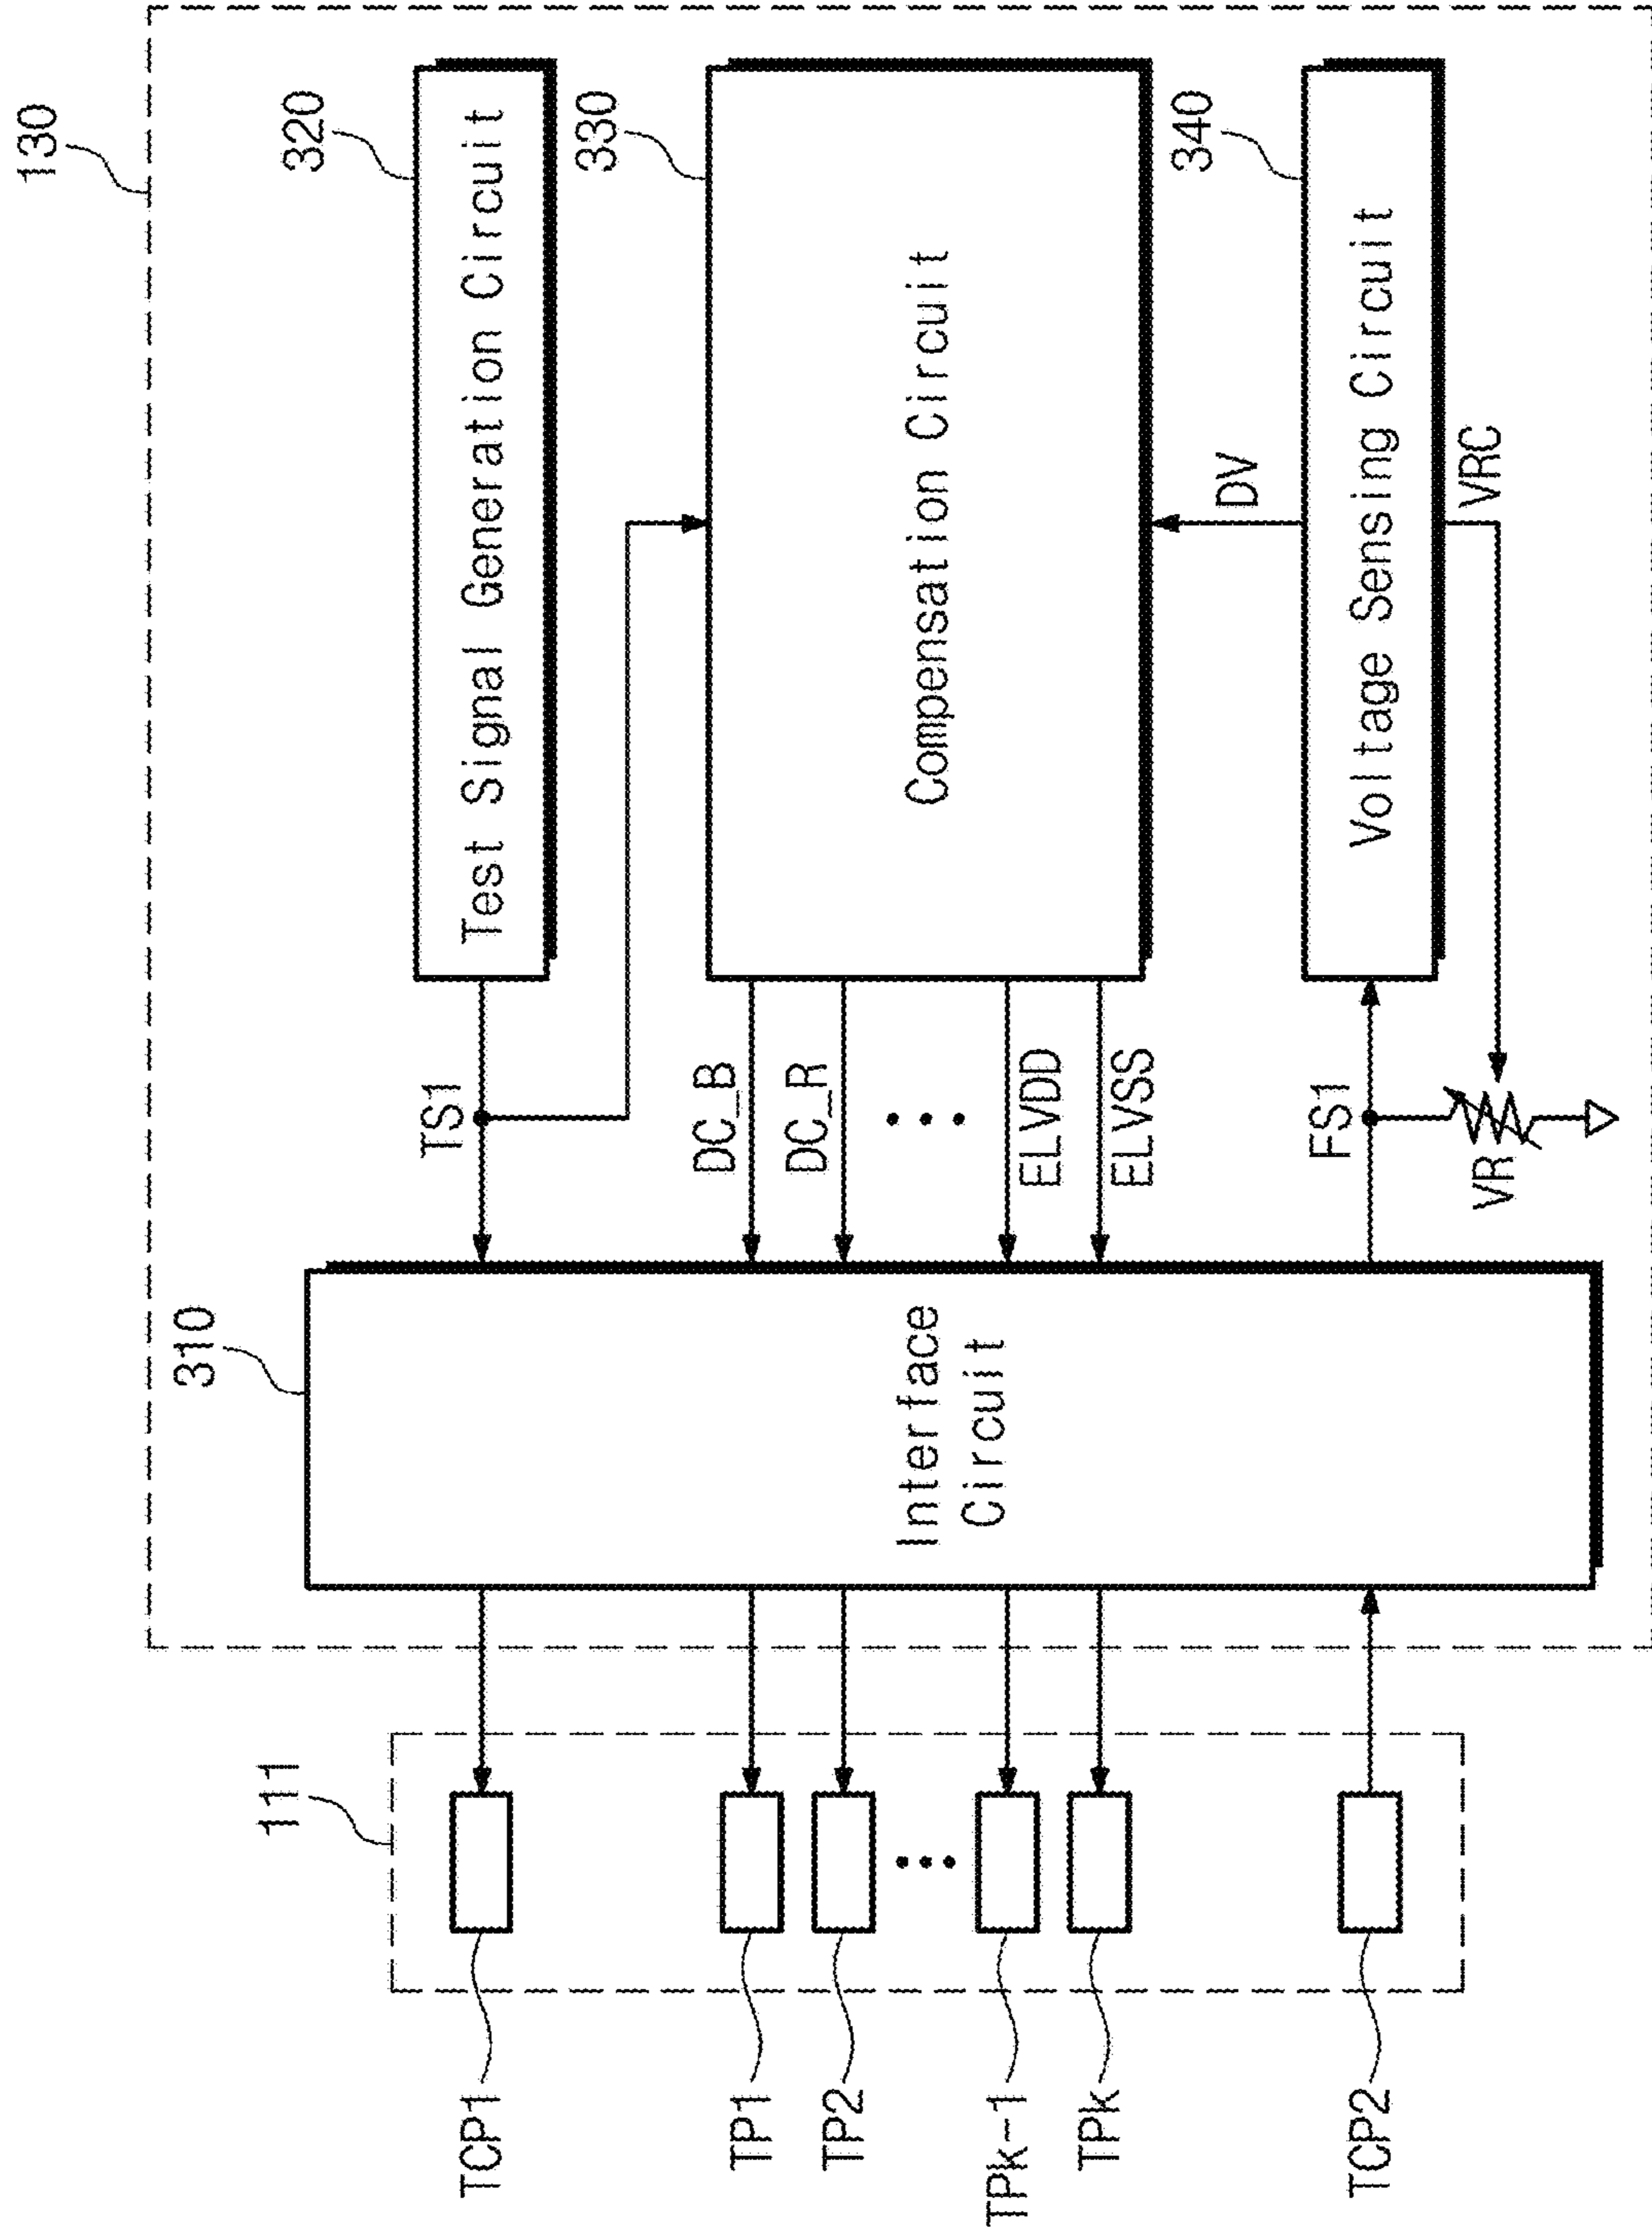 130
320
Test Signal Generation Circuit
330
Compensation Circuit
340
Voltage Sensing Circuit
TS1
DC_B
DC_R
ELVDD
ELVSS
DV
VRC
FS1
VR
310
Interface
Circuit
111
TCP1
TP1
TP2
TPk-1
TPk
TCP2